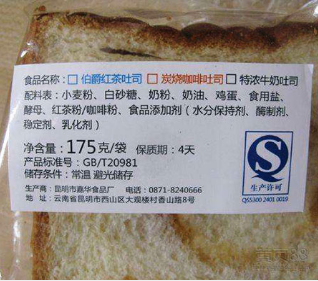 食品名称：□ 伯爵红茶吐司 □ 炭烧咖啡吐司 □ 特浓牛奶吐司
配料表：小麦粉、白砂糖、奶粉、奶油、鸡蛋、食用盐、
酵母、红茶粉/咖啡粉、食品添加剂（水分保持剂、酶制剂、
稳定剂、乳化剂）
净含量：175克/袋 保质期：4天
产品标准号：GB/T20981
储存条件：常温 避光储存
生产商：昆明市嘉华食品厂 电话：0871-8240666
地 址：云南省昆明市西山区大观楼村香山路8号
生产许可
QS5300 2401 0019